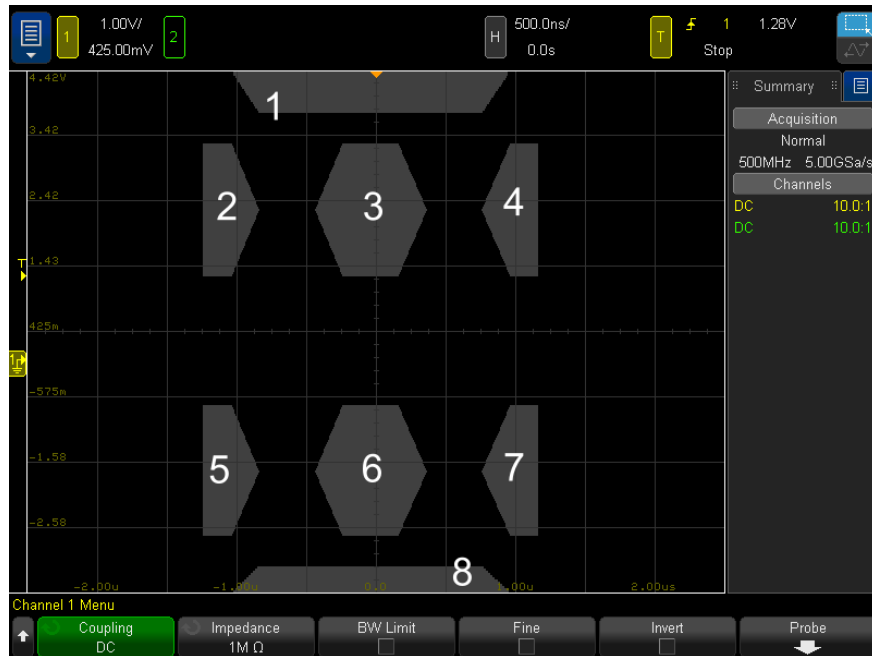 1 1.00V/ 2 H 500.0ns/ T 1 1.28V
425.00mV 0.0s Stop
4.42V
1
3.42
2.42
2 3 4
T 1.43
425m
1
-575m
-1.58
5 6 7
-2.58
8
-2.00u -1.00u 0.0 1.00u 2.00us
Summary
Acquisition
Normal
500MHz 5.00GSa/s
Channels
DC 10.0:1
DC 10.0:1
Channel 1 Menu
Coupling Impedance BW Limit Fine Invert Probe
DC 1M Ω